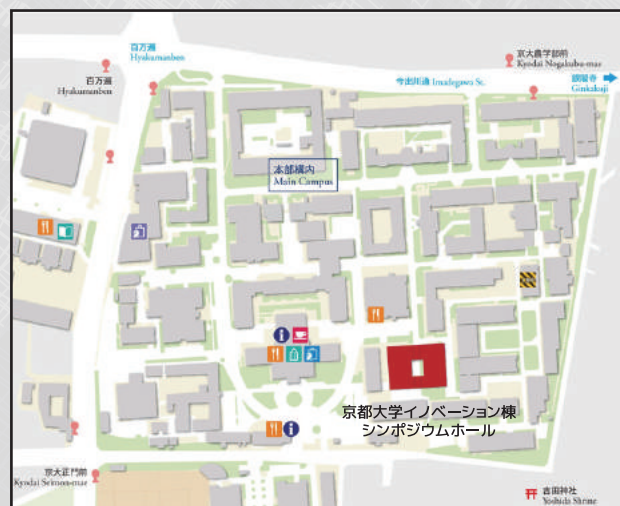 百万遍
Hyakumanben
百万遍
Hyakumanben
京大農学部前
Kyodai Nogakubu-mae
今出川通 Imadegawa St.
銀閣寺
Ginkakuji
本部構内
Main Campus
京都大学イノベーション棟
シンポジウムホール
京大正門前
Kyodai Seimon-mae
吉田神社
Yoshida Shrine